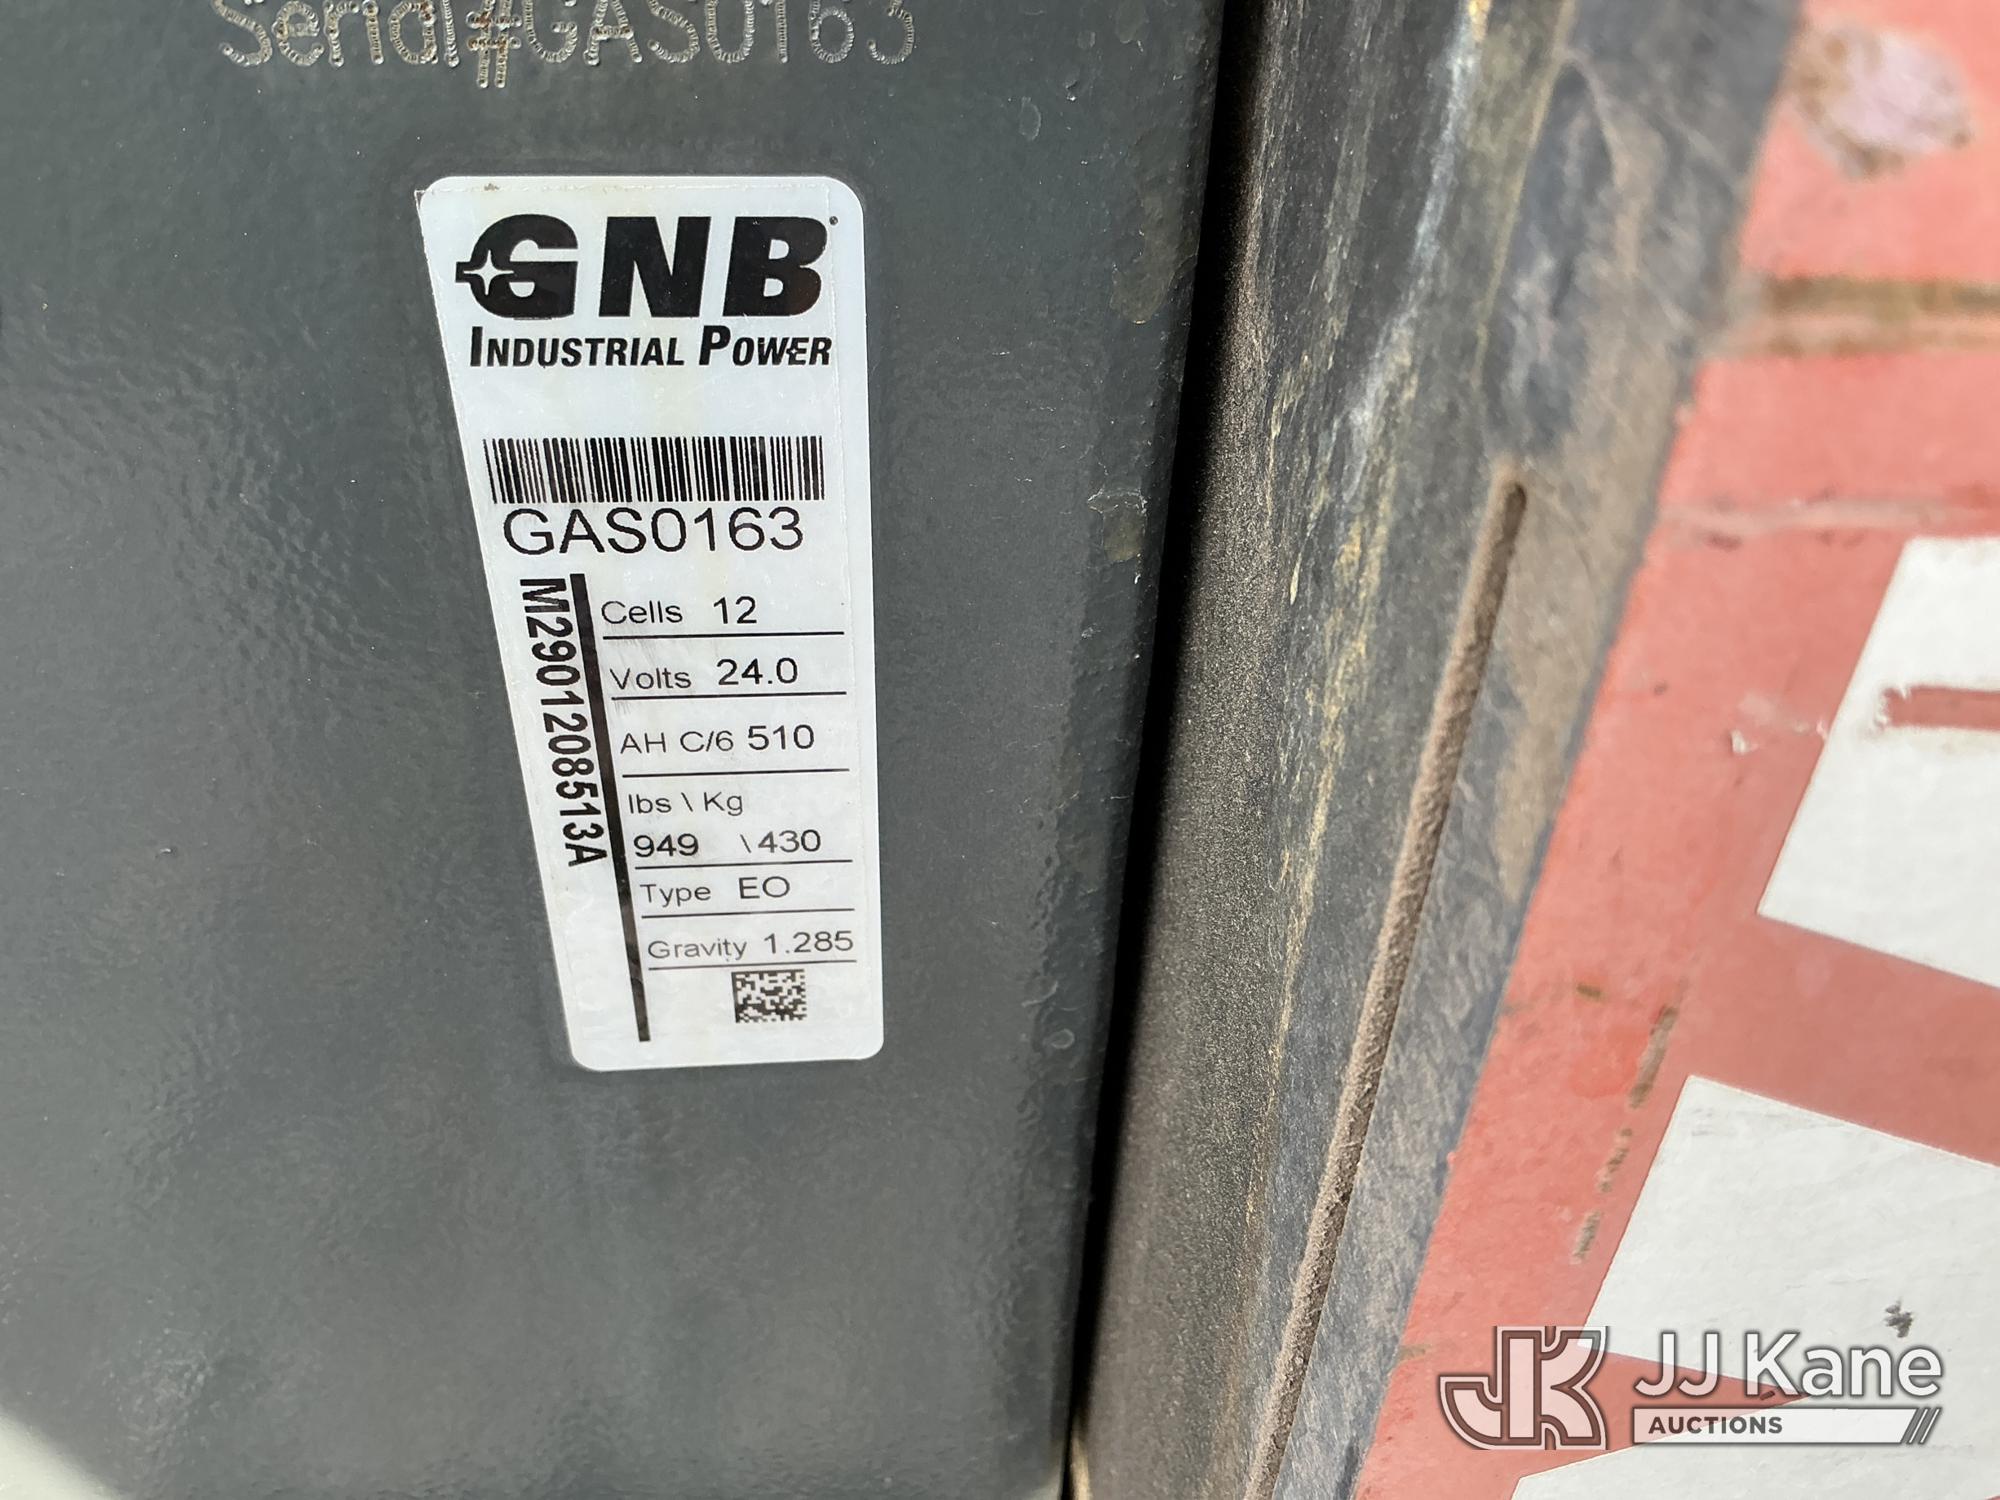 Serial#GAS0163
GNB
INDUSTRIAL POWER
GAS0163
M2901208513A
Cells 12
Volts 24.0
AH C/6 510
lbs \ Kg
949 \430
Type EO
Gravity 1.285
JK JJ Kane
AUCTIONS